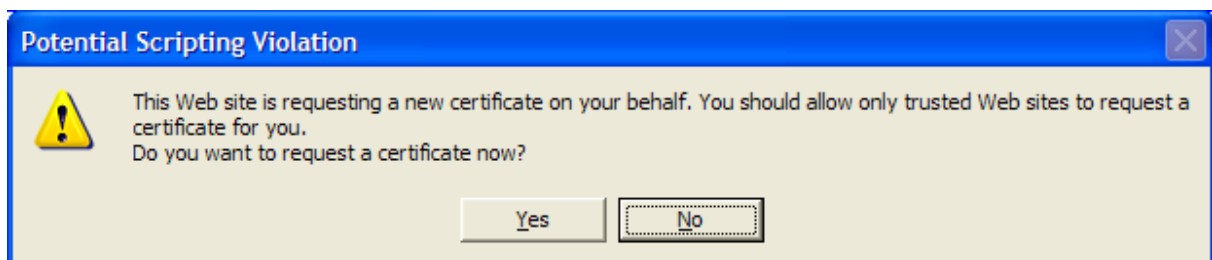 Potential Scripting Violation
This Web site is requesting a new certificate on your behalf. You should allow only trusted Web sites to request a
certificate for you.
Do you want to request a certificate now?
Yes No